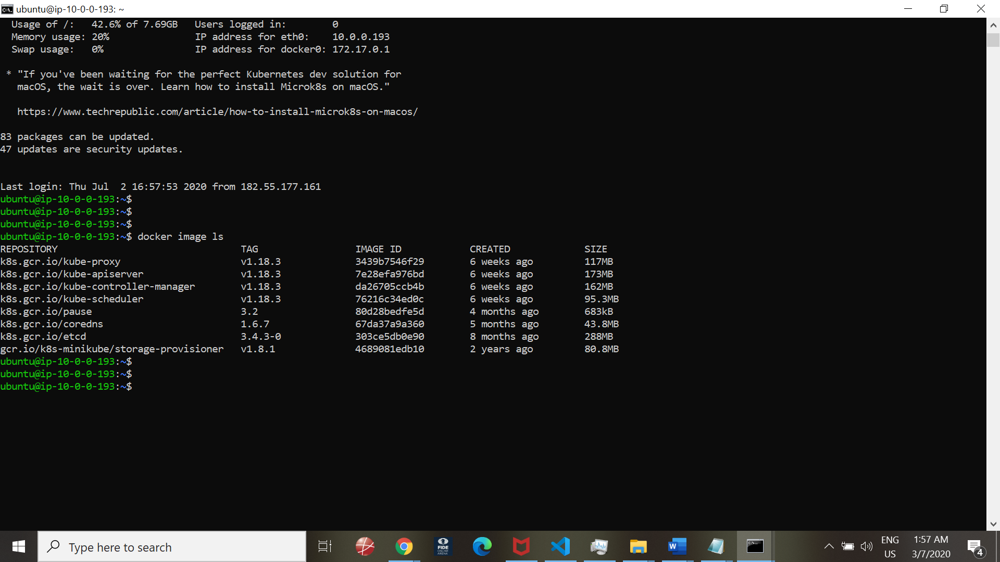 ubuntu@ip-10-0-0-193: ~
Usage of /:   42.6% of 7.69GB   Users logged in:        0
Memory usage: 20%               IP address for eth0:    10.0.0.193
Swap usage:   0%                IP address for docker0: 172.17.0.1
* "If you've been waiting for the perfect Kubernetes dev solution for
macOS, the wait is over. Learn how to install Microk8s on macOS."
https://www.techrepublic.com/article/how-to-install-microk8s-on-macos/
83 packages can be updated.
47 updates are security updates.
Last login: Thu Jul  2 16:57:53 2020 from 182.55.177.161
ubuntu@ip-10-0-0-193:~$
ubuntu@ip-10-0-0-193:~$
ubuntu@ip-10-0-0-193:~$
ubuntu@ip-10-0-0-193:~$ docker image ls
REPOSITORY                                TAG                 IMAGE ID            CREATED             SIZE
k8s.gcr.io/kube-proxy                     v1.18.3             3439b7546f29        6 weeks ago         117MB
k8s.gcr.io/kube-apiserver                 v1.18.3             7e28efa976bd        6 weeks ago         173MB
k8s.gcr.io/kube-controller-manager        v1.18.3             da26705ccb4b        6 weeks ago         162MB
k8s.gcr.io/kube-scheduler                 v1.18.3             76216c34ed0c        6 weeks ago         95.3MB
k8s.gcr.io/pause                          3.2                 80d28bedfe5d        4 months ago        683kB
k8s.gcr.io/coredns                        1.6.7               67da37a9a360        5 months ago        43.8MB
k8s.gcr.io/etcd                           3.4.3-0             303ce5db0e90        8 months ago        288MB
gcr.io/k8s-minikube/storage-provisioner   v1.8.1              4689081edb10        2 years ago         80.8MB
ubuntu@ip-10-0-0-193:~$
ubuntu@ip-10-0-0-193:~$
ubuntu@ip-10-0-0-193:~$
Type here to search
FIDE
ONLINE
ARENA
ENG
US
1:57 AM
3/7/2020
4